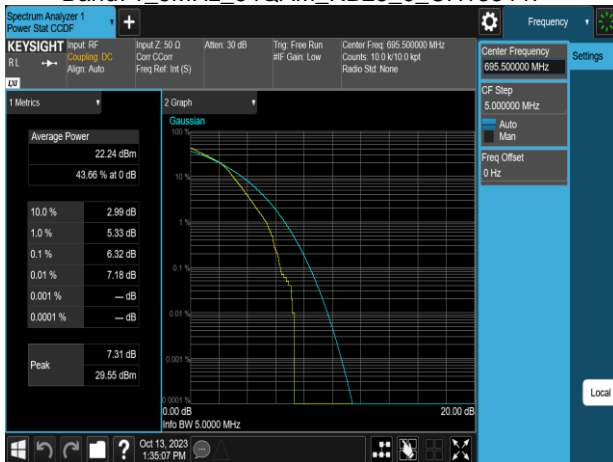 Spectrum Analyzer 1
Power Stat CCDF
Frequency
KEYSIGHT
RL
LXI
Input: RF
Coupling: DC
Align: Auto
Input Z: 50 Ω
Corr CCorr
Freq Ref: Int (S)
Atten: 30 dB
Trig: Free Run
#IF Gain: Low
Center Freq: 695.500000 MHz
Counts: 10.0 k/10.0 kpt
Radio Std: None
Center Frequency
695.500000 MHz
Settings
CF Step
5.000000 MHz
Auto
Man
Freq Offset
0 Hz
Local
1 Metrics
Average Power
22.24 dBm
43.66 % at 0 dB
10.0 % 2.99 dB
1.0 % 5.33 dB
0.1 % 6.32 dB
0.01 % 7.18 dB
0.001 % --- dB
0.0001 % --- dB
Peak
7.31 dB
29.55 dBm
2 Graph
Gaussian
100 %
10 %
1 %
0.1 %
0.01 %
0.001 %
0.0001 %
0.00 dB 20.00 dB
Info BW 5.0000 MHz
?
Oct 13, 2023
1:35:07 PM